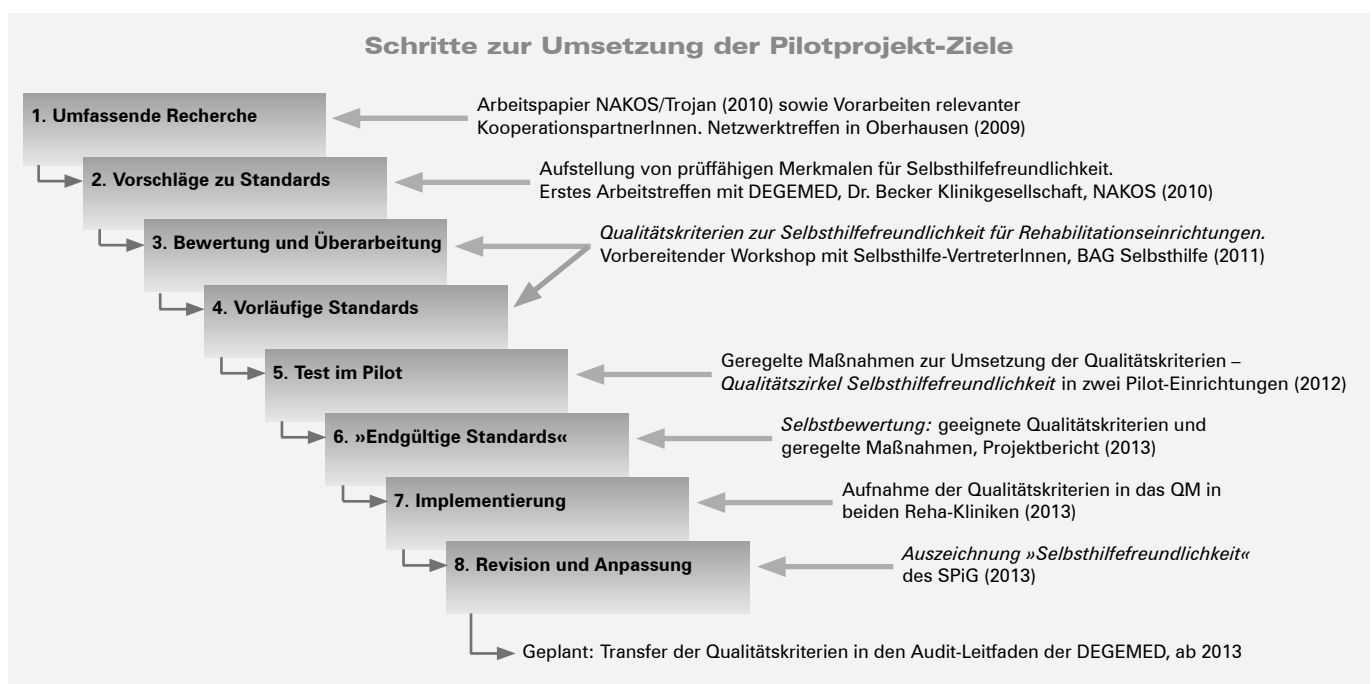 Schritte zur Umsetzung der Pilotprojekt-Ziele
1. Umfassende Recherche
Arbeitspapier NAKOS/Trojan (2010) sowie Vorarbeiten relevanter
KooperationspartnerInnen. Netzwerktreffen in Oberhausen (2009)
2. Vorschläge zu Standards
Aufstellung von prüffähigen Merkmalen für Selbsthilfefreundlichkeit.
Erstes Arbeitstreffen mit DEGEMED, Dr. Becker Klinikgesellschaft, NAKOS (2010)
3. Bewertung und Überarbeitung
Qualitätskriterien zur Selbsthilfefreundlichkeit für Rehabilitationseinrichtungen.
Vorbereitender Workshop mit Selbsthilfe-VertreterInnen, BAG Selbsthilfe (2011)
4. Vorläufige Standards
5. Test im Pilot
Geregelte Maßnahmen zur Umsetzung der Qualitätskriterien –
Qualitätszirkel Selbsthilfefreundlichkeit in zwei Pilot-Einrichtungen (2012)
6. »Endgültige Standards«
Selbstbewertung: geeignete Qualitätskriterien und
geregelte Maßnahmen, Projektbericht (2013)
7. Implementierung
Aufnahme der Qualitätskriterien in das QM in
beiden Reha-Kliniken (2013)
8. Revision und Anpassung
Auszeichnung »Selbsthilfefreundlichkeit«
des SPiG (2013)
Geplant: Transfer der Qualitätskriterien in den Audit-Leitfaden der DEGEMED, ab 2013